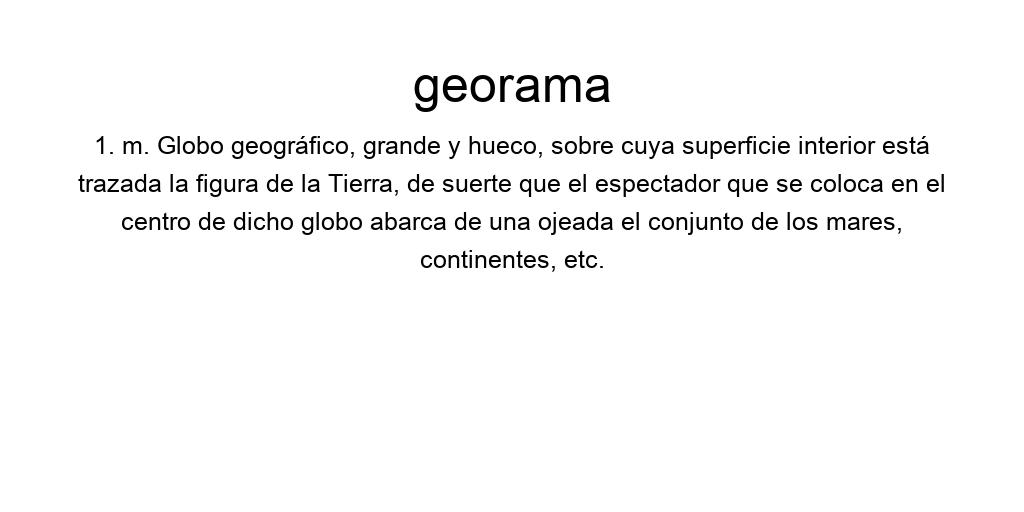 georama
1. m. Globo geográfico, grande y hueco, sobre cuya superficie interior está
trazada la figura de la Tierra, de suerte que el espectador que se coloca en el
centro de dicho globo abarca de una ojeada el conjunto de los mares,
continentes, etc.